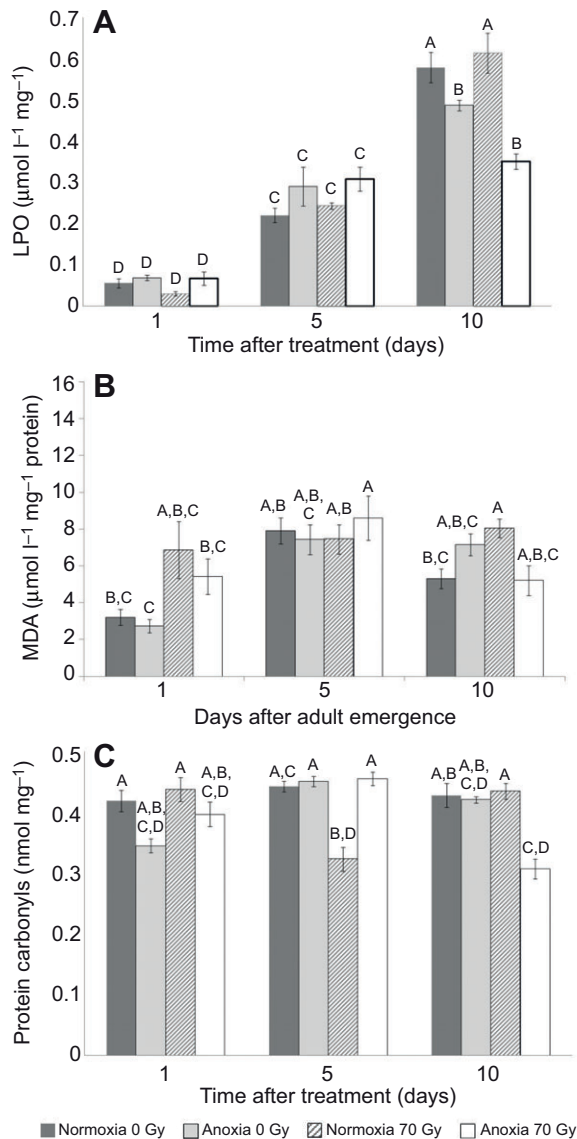 A
0.7
0.6
0.5
0.4
0.3
0.2
0.1
0
LPO (µmol l⁻¹ mg⁻¹)
D D D D
C C C C
A B A B
1 5 10
Time after treatment (days)
B
16
14
12
10
8
6
4
2
0
MDA (µmol l⁻¹ mg⁻¹ protein)
B,C C A,B,C B,C
A,B A,B, C A,B A
B,C A,B,C A A,B,C
1 5 10
Days after adult emergence
C
0.5
0.4
0.3
0.2
0.1
0
Protein carbonyls (nmol mg⁻¹)
A A,B, C,D A A,B, C,D
A,C A B,D A
A,B A,B, C,D A C,D
1 5 10
Time after treatment (days)
Normoxia 0 Gy Anoxia 0 Gy Normoxia 70 Gy Anoxia 70 Gy